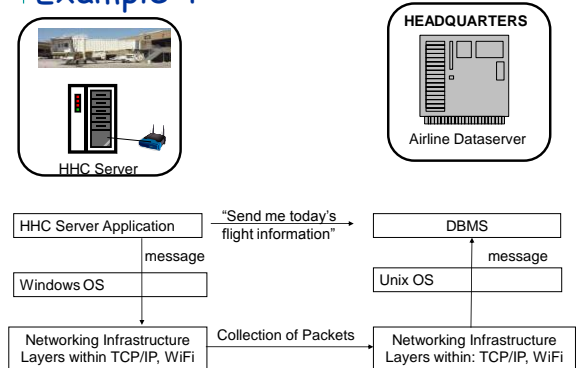 Example 1
HEADQUARTERS
Airline Dataserver
HHC Server
HHC Server Application
"Send me today's
flight information"
DBMS
message
message
Windows OS
Unix OS
Networking Infrastructure
Layers within TCP/IP, WiFi
Collection of Packets
Networking Infrastructure
Layers within: TCP/IP, WiFi